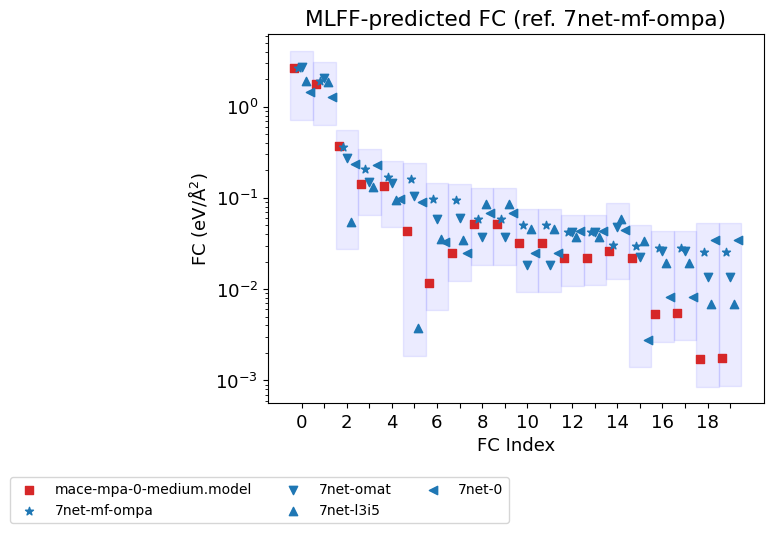 MLFF-predicted FC (ref. 7net-mf-ompa)
FC (eV/Å²)
10⁰
10⁻¹
10⁻²
10⁻³
0 2 4 6 8 10 12 14 16 18
FC Index
mace-mpa-0-medium.model
7net-mf-ompa
7net-omat
7net-l3i5
7net-0